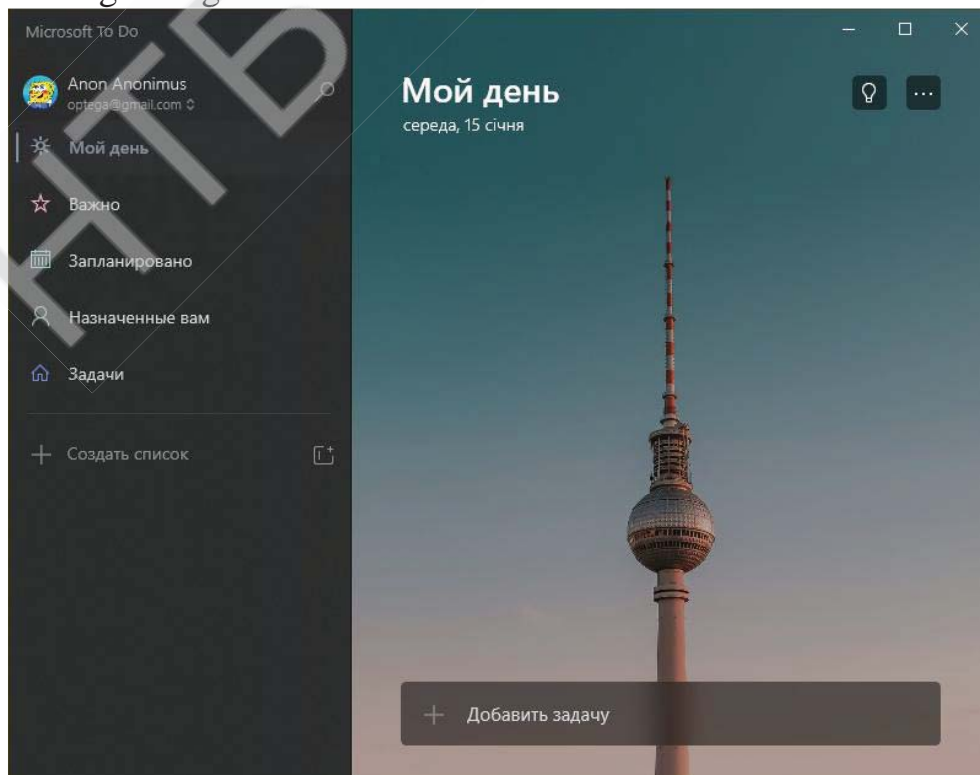 Microsoft To Do
Anon Anonimus
optega@gmail.com
Мой день
Важно
Запланировано
Назначенные вам
Задачи
Создать список
Мой день
середа, 15 січня
Добавить задачу
НТБ